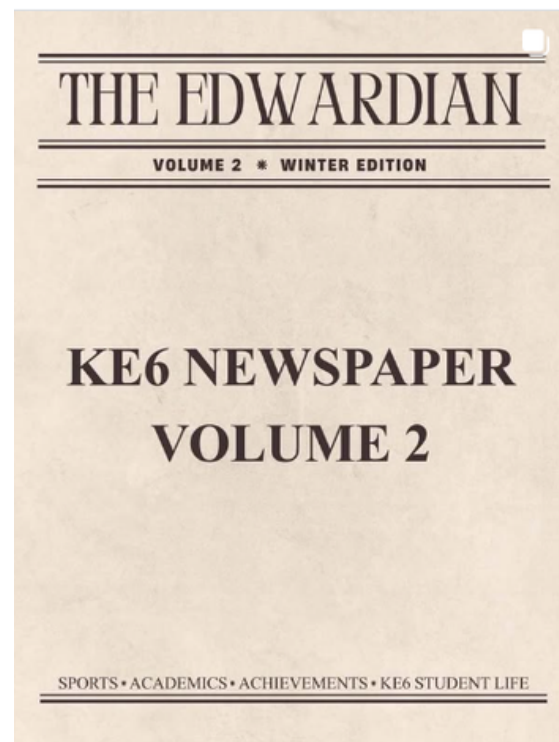 THE EDWARDIAN
VOLUME 2 * WINTER EDITION
KE6 NEWSPAPER
VOLUME 2
SPORTS • ACADEMICS • ACHIEVEMENTS • KE6 STUDENT LIFE